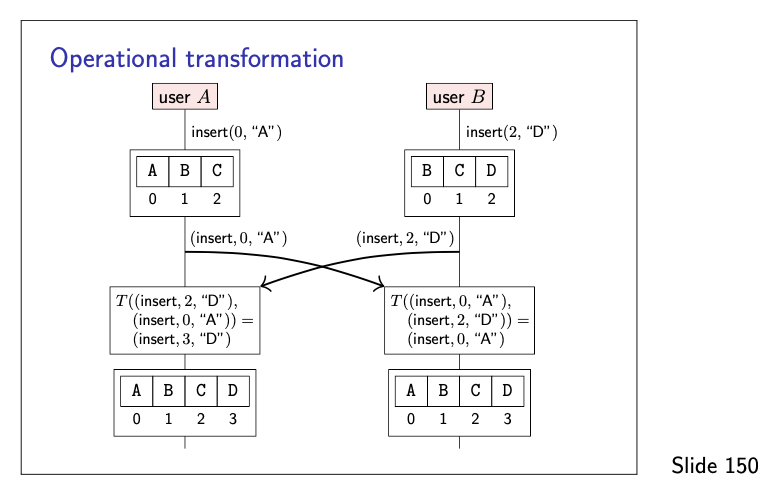 Operational transformation
user A
user B
insert(0, “A”)
insert(2, “D”)
A B C
0 1 2
B C D
0 1 2
(insert, 0, “A”)
(insert, 2, “D”)
T((insert, 2, “D”),
(insert, 0, “A”)) =
(insert, 3, “D”)
T((insert, 0, “A”),
(insert, 2, “D”)) =
(insert, 0, “A”)
A B C D
0 1 2 3
A B C D
0 1 2 3
Slide 150